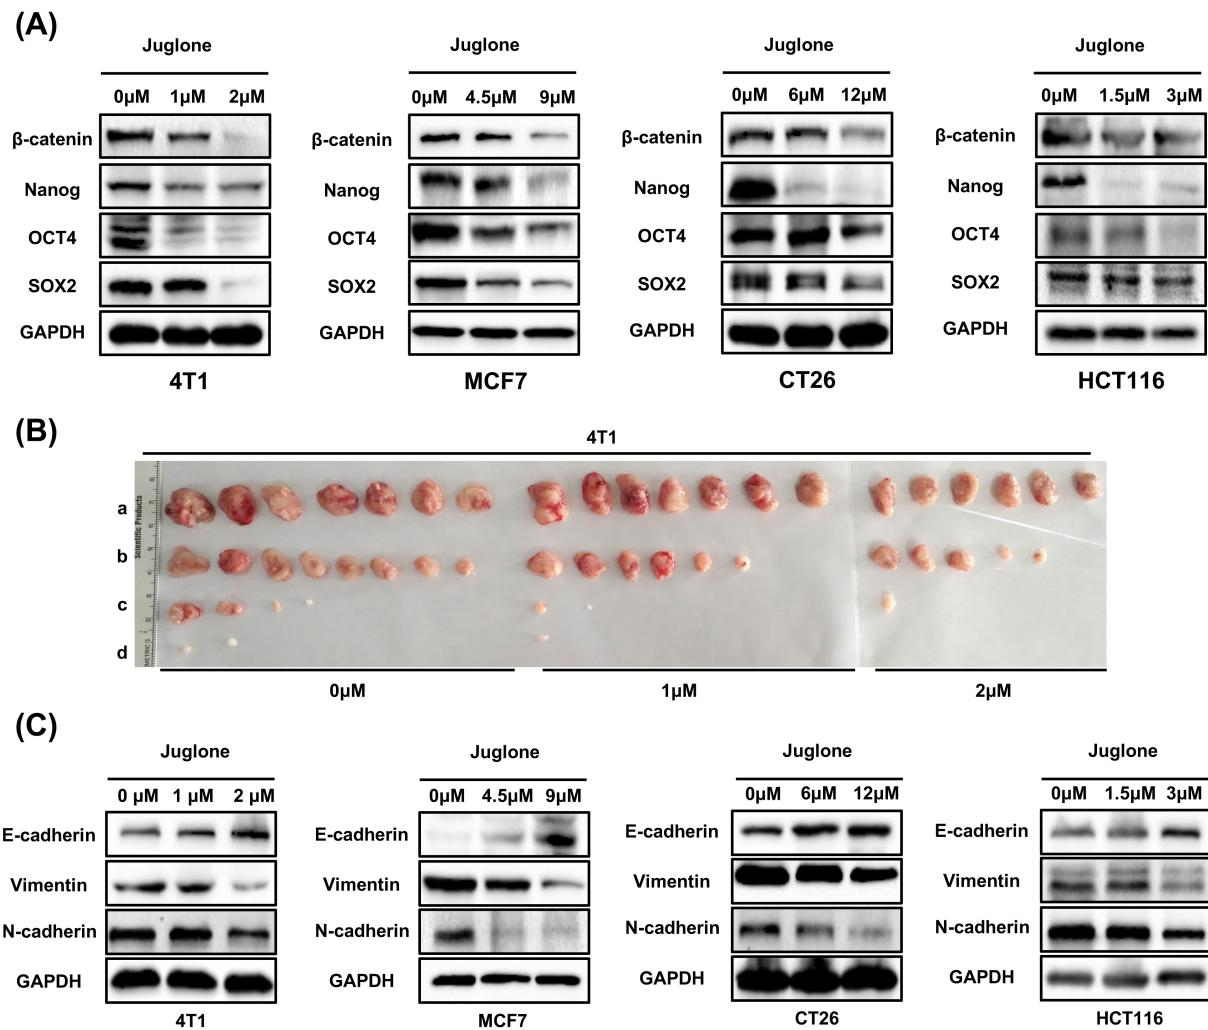 (A)
Juglone Juglone Juglone Juglone
0μM 1μM 2μM 0μM 4.5μM 9μM 0μM 6μM 12μM 0μM 1.5μM 3μM
β-catenin β-catenin β-catenin β-catenin
Nanog Nanog Nanog Nanog
OCT4 OCT4 OCT4 OCT4
SOX2 SOX2 SOX2 SOX2
GAPDH GAPDH GAPDH GAPDH
4T1 MCF7 CT26 HCT116
(B)
4T1
a
Scientific Products
b
c
d
METRIC 1
0μM 1μM 2μM
(C)
Juglone Juglone Juglone Juglone
0 μM 1 μM 2 μM 0μM 4.5μM 9μM 0μM 6μM 12μM 0μM 1.5μM 3μM
E-cadherin E-cadherin E-cadherin E-cadherin
Vimentin Vimentin Vimentin Vimentin
N-cadherin N-cadherin N-cadherin N-cadherin
GAPDH GAPDH GAPDH GAPDH
4T1 MCF7 CT26 HCT116